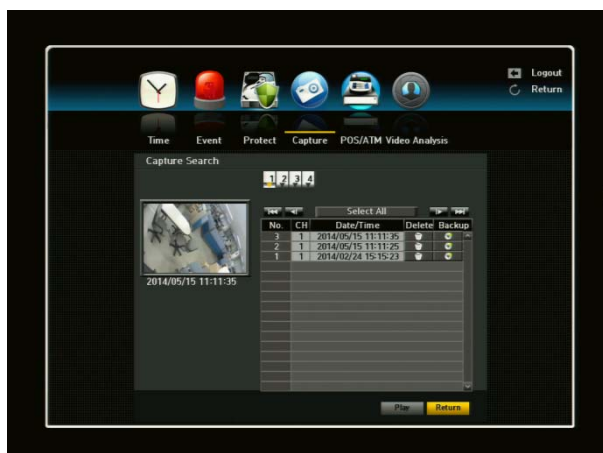 Logout
Return
Time Event Protect Capture POS/ATM Video Analysis
Capture Search
1 2 3 4
Select All
No. CH Date/Time Delete Backup
3 1 2014/05/15 11:11:35
2 1 2014/05/15 11:11:25
1 1 2014/02/24 15:15:23
2014/05/15 11:11:35
Play Return